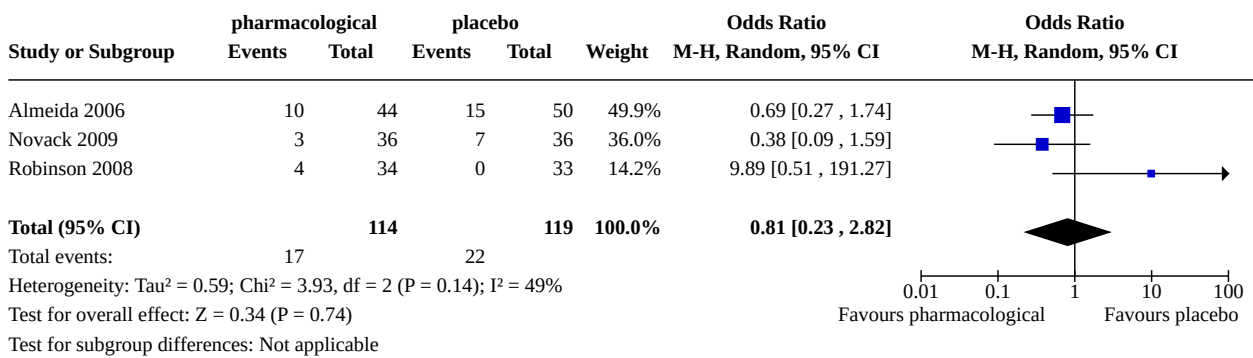 pharmacological placebo Odds Ratio Odds Ratio
Study or Subgroup Events Total Events Total Weight M-H, Random, 95% CI M-H, Random, 95% CI
Almeida 2006 10 44 15 50 49.9% 0.69 [0.27 , 1.74]
Novack 2009 3 36 7 36 36.0% 0.38 [0.09 , 1.59]
Robinson 2008 4 34 0 33 14.2% 9.89 [0.51 , 191.27]
Total (95% CI) 114 119 100.0% 0.81 [0.23 , 2.82]
Total events: 17 22
Heterogeneity: Tau² = 0.59; Chi² = 3.93, df = 2 (P = 0.14); I² = 49%
0.01 0.1 1 10 100
Test for overall effect: Z = 0.34 (P = 0.74) Favours pharmacological Favours placebo
Test for subgroup differences: Not applicable